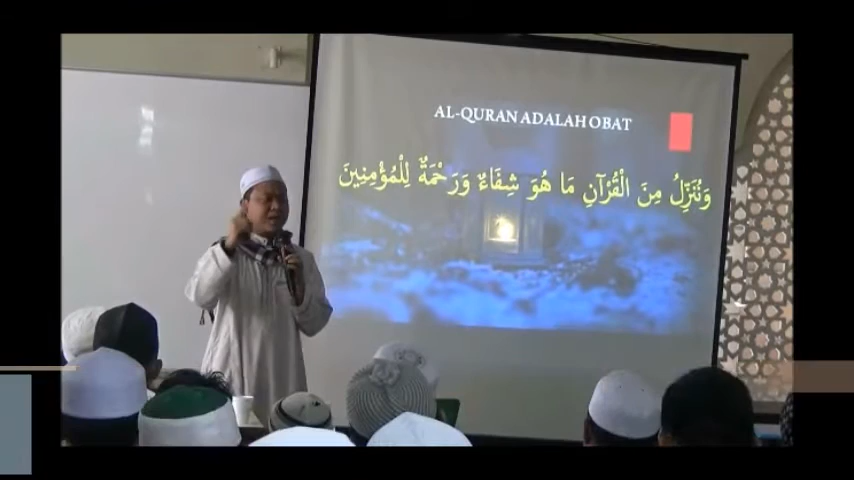 AL-QURAN ADALAH OBAT
وَنُنَزِّلُ مِنَ الْقُرْآنِ مَا هُوَ شِفَاءٌ وَرَحْمَةٌ لِلْمُؤْمِنِينَ